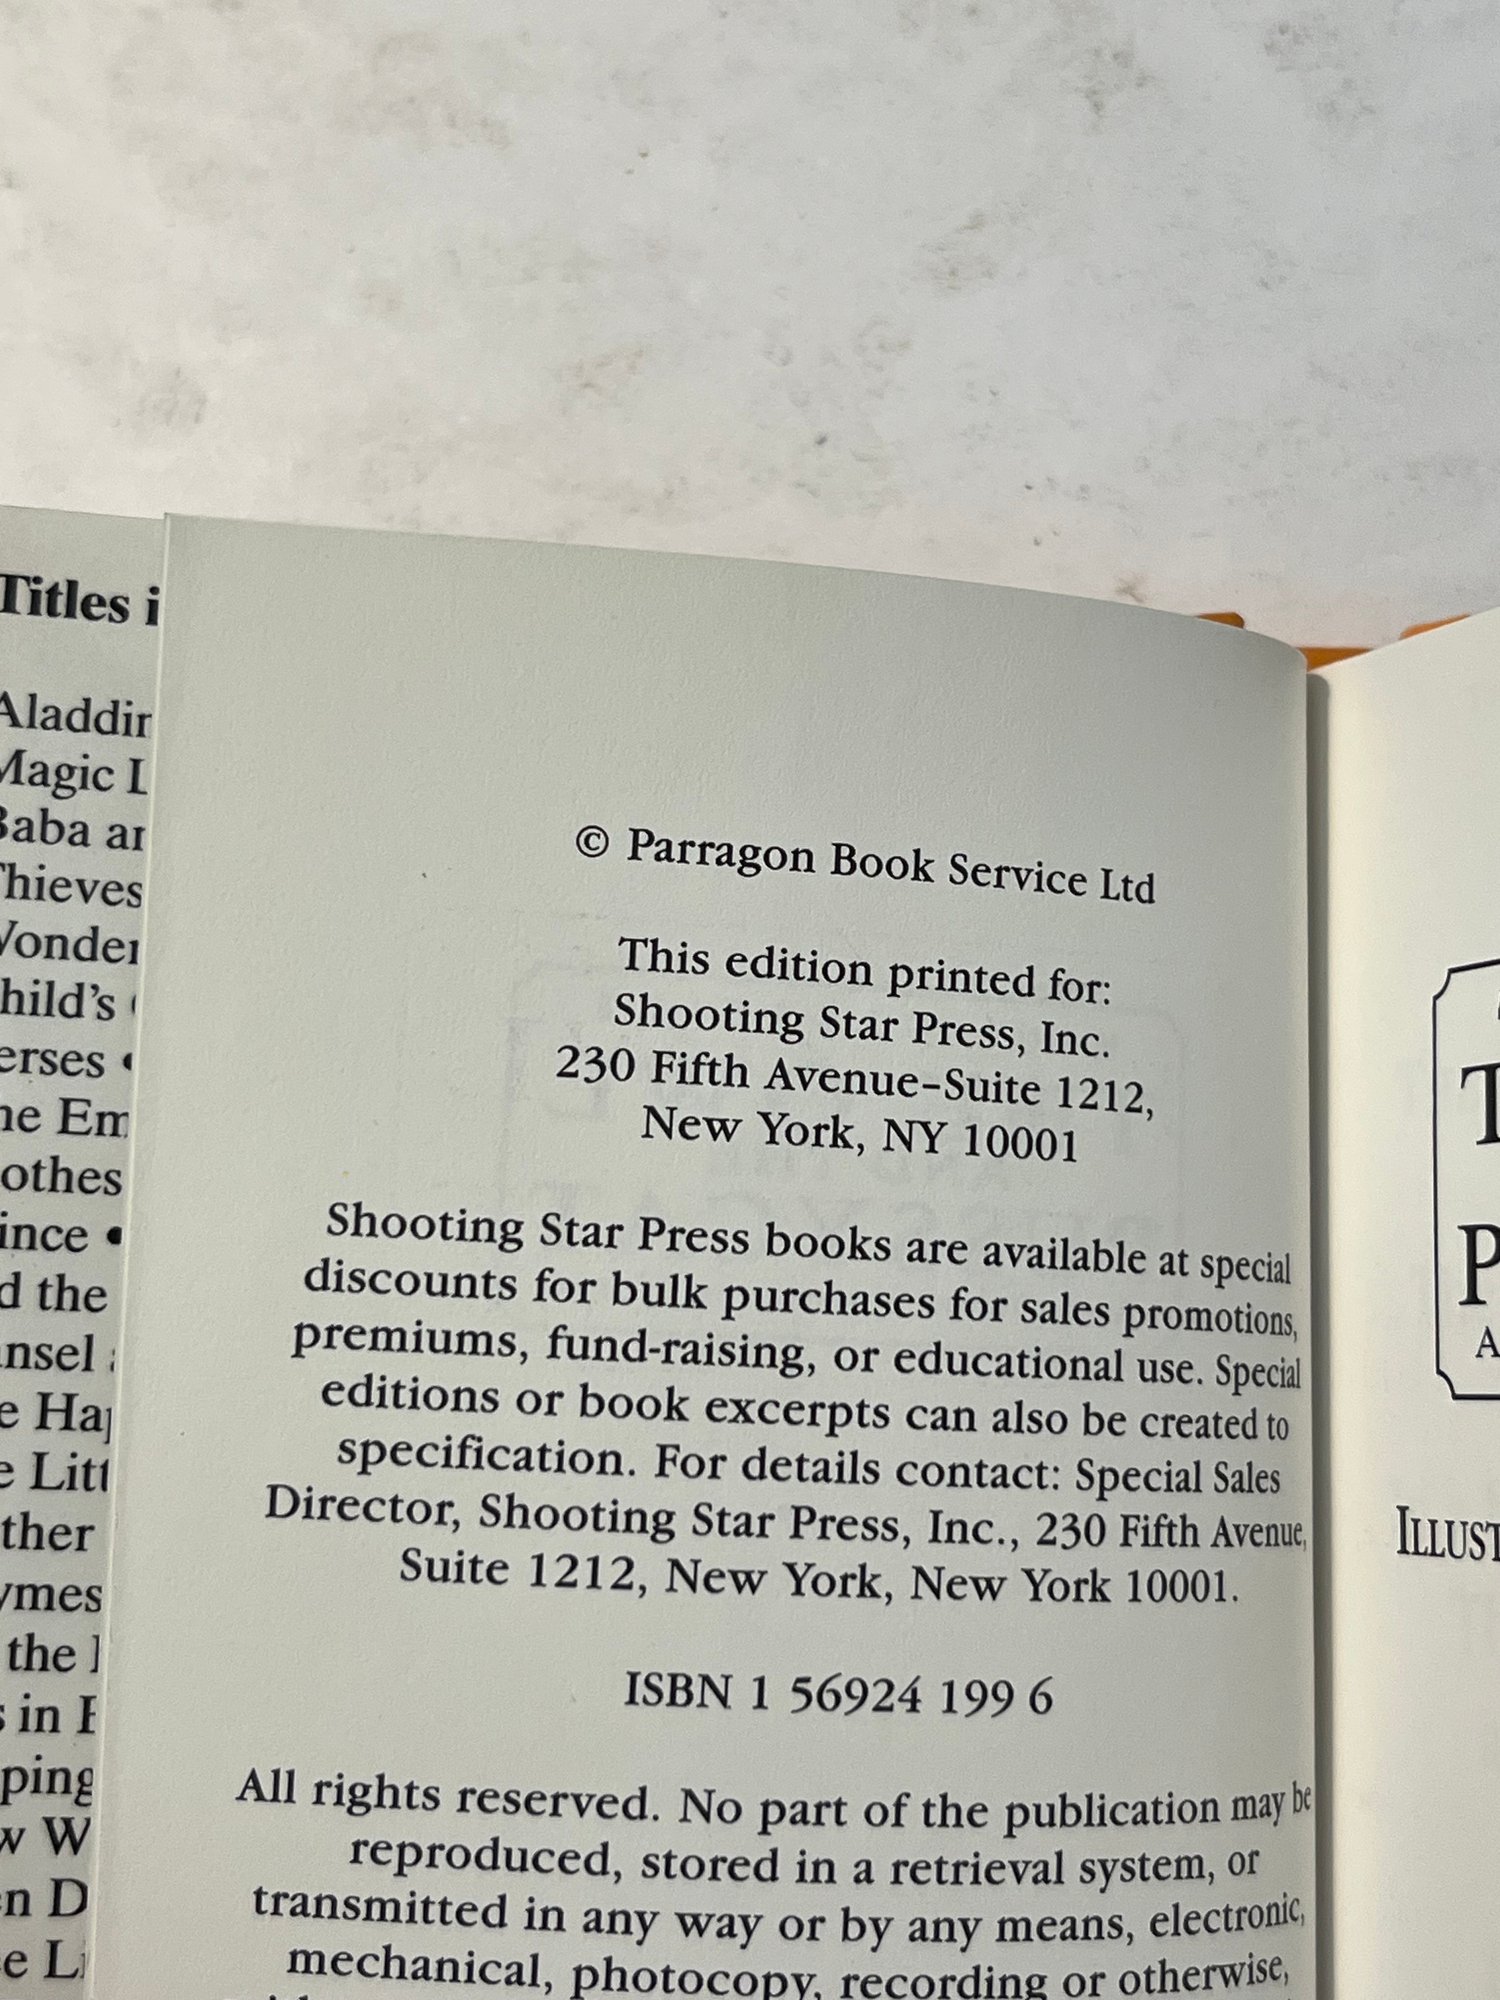 Titles
Aladdin
Magic
Baba
Thieves
hild's
erses •
Em
othes
ince •
d the
ansel
Ha
Litt
ther
ymes
the
in
ping
w W
n D
e Li
© Parragon Book Service Ltd
This edition printed for:
Shooting Star Press, Inc.
230 Fifth Avenue–Suite 1212,
New York, NY 10001
Shooting Star Press books are available at special
discounts for bulk purchases for sales promotions,
premiums, fund-raising, or educational use. Special
editions or book excerpts can also be created to
specification. For details contact: Special Sales
Director, Shooting Star Press, Inc., 230 Fifth Avenue,
Suite 1212, New York, New York 10001.
ISBN 1 56924 199 6
All rights reserved. No part of the publication may be
reproduced, stored in a retrieval system, or
transmitted in any way or by any means, electronic,
mechanical, photocopy, recording or otherwise,
T
P
A
ILLUST